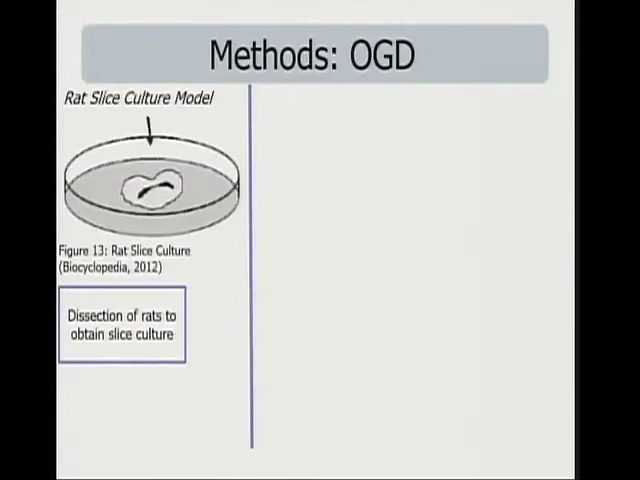 Methods: OGD
Rat Slice Culture Model
Figure 13: Rat Slice Culture
(Biocyclopedia, 2012)
Dissection of rats to
obtain slice culture